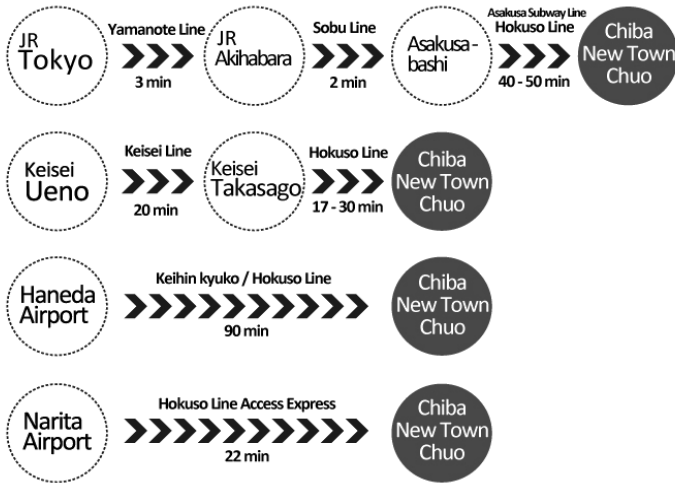 JR
Tokyo
Yamanote Line
3 min
JR
Akihabara
Sobu Line
2 min
Asakusa-
bashi
Asakusa Subway Line
Hokuso Line
40 - 50 min
Chiba
New Town
Chuo
Keisei
Ueno
Keisei Line
20 min
Keisei
Takasago
Hokuso Line
17 - 30 min
Chiba
New Town
Chuo
Haneda
Airport
Keihin kyuko / Hokuso Line
90 min
Chiba
New Town
Chuo
Narita
Airport
Hokuso Line Access Express
22 min
Chiba
New Town
Chuo